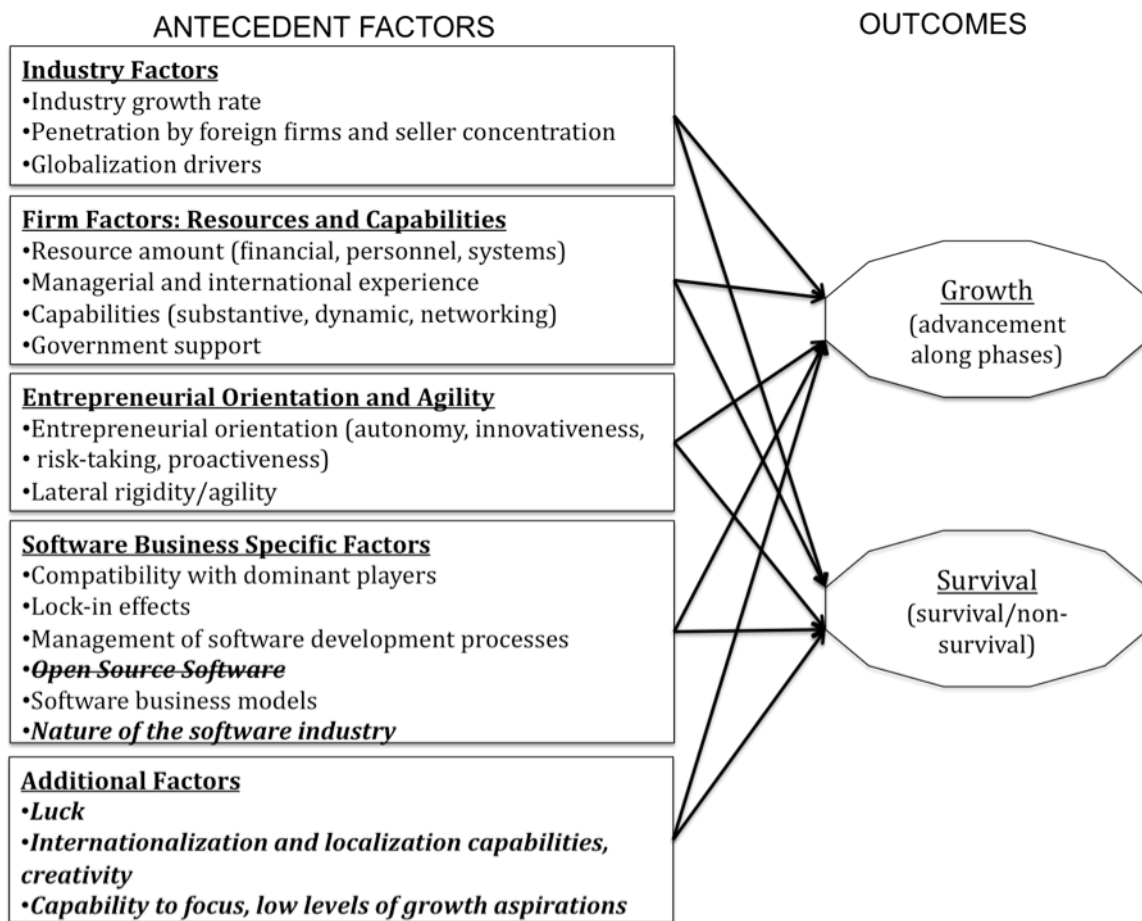 ANTECEDENT FACTORS
OUTCOMES
Industry Factors
•Industry growth rate
•Penetration by foreign firms and seller concentration
•Globalization drivers
Firm Factors: Resources and Capabilities
•Resource amount (financial, personnel, systems)
•Managerial and international experience
•Capabilities (substantive, dynamic, networking)
•Government support
Entrepreneurial Orientation and Agility
•Entrepreneurial orientation (autonomy, innovativeness,
• risk-taking, proactiveness)
•Lateral rigidity/agility
Software Business Specific Factors
•Compatibility with dominant players
•Lock-in effects
•Management of software development processes
•Open Source Software
•Software business models
•Nature of the software industry
Additional Factors
•Luck
•Internationalization and localization capabilities,
creativity
•Capability to focus, low levels of growth aspirations
Growth
(advancement
along phases)
Survival
(survival/non-
survival)